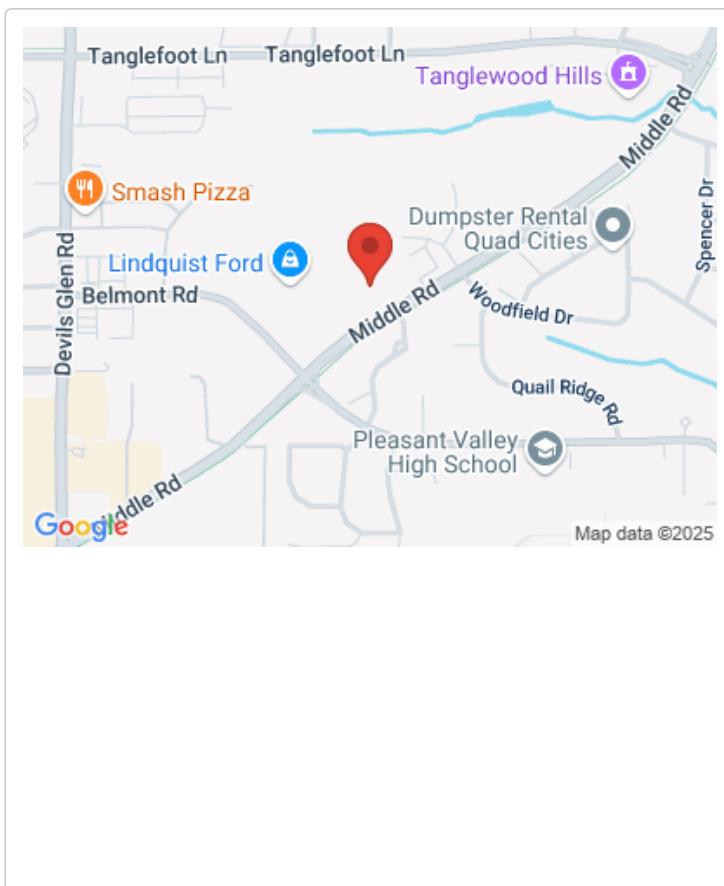 Tanglefoot Ln
Tanglefoot Ln
Tanglewood Hills
Middle Rd
Smash Pizza
Dumpster Rental
Quad Cities
Spencer Dr
Lindquist Ford
Devils Glen Rd
Belmont Rd
Middle Rd
Woodfield Dr
Quail Ridge Rd
Pleasant Valley
High School
Middle Rd
Google
Map data ©2025